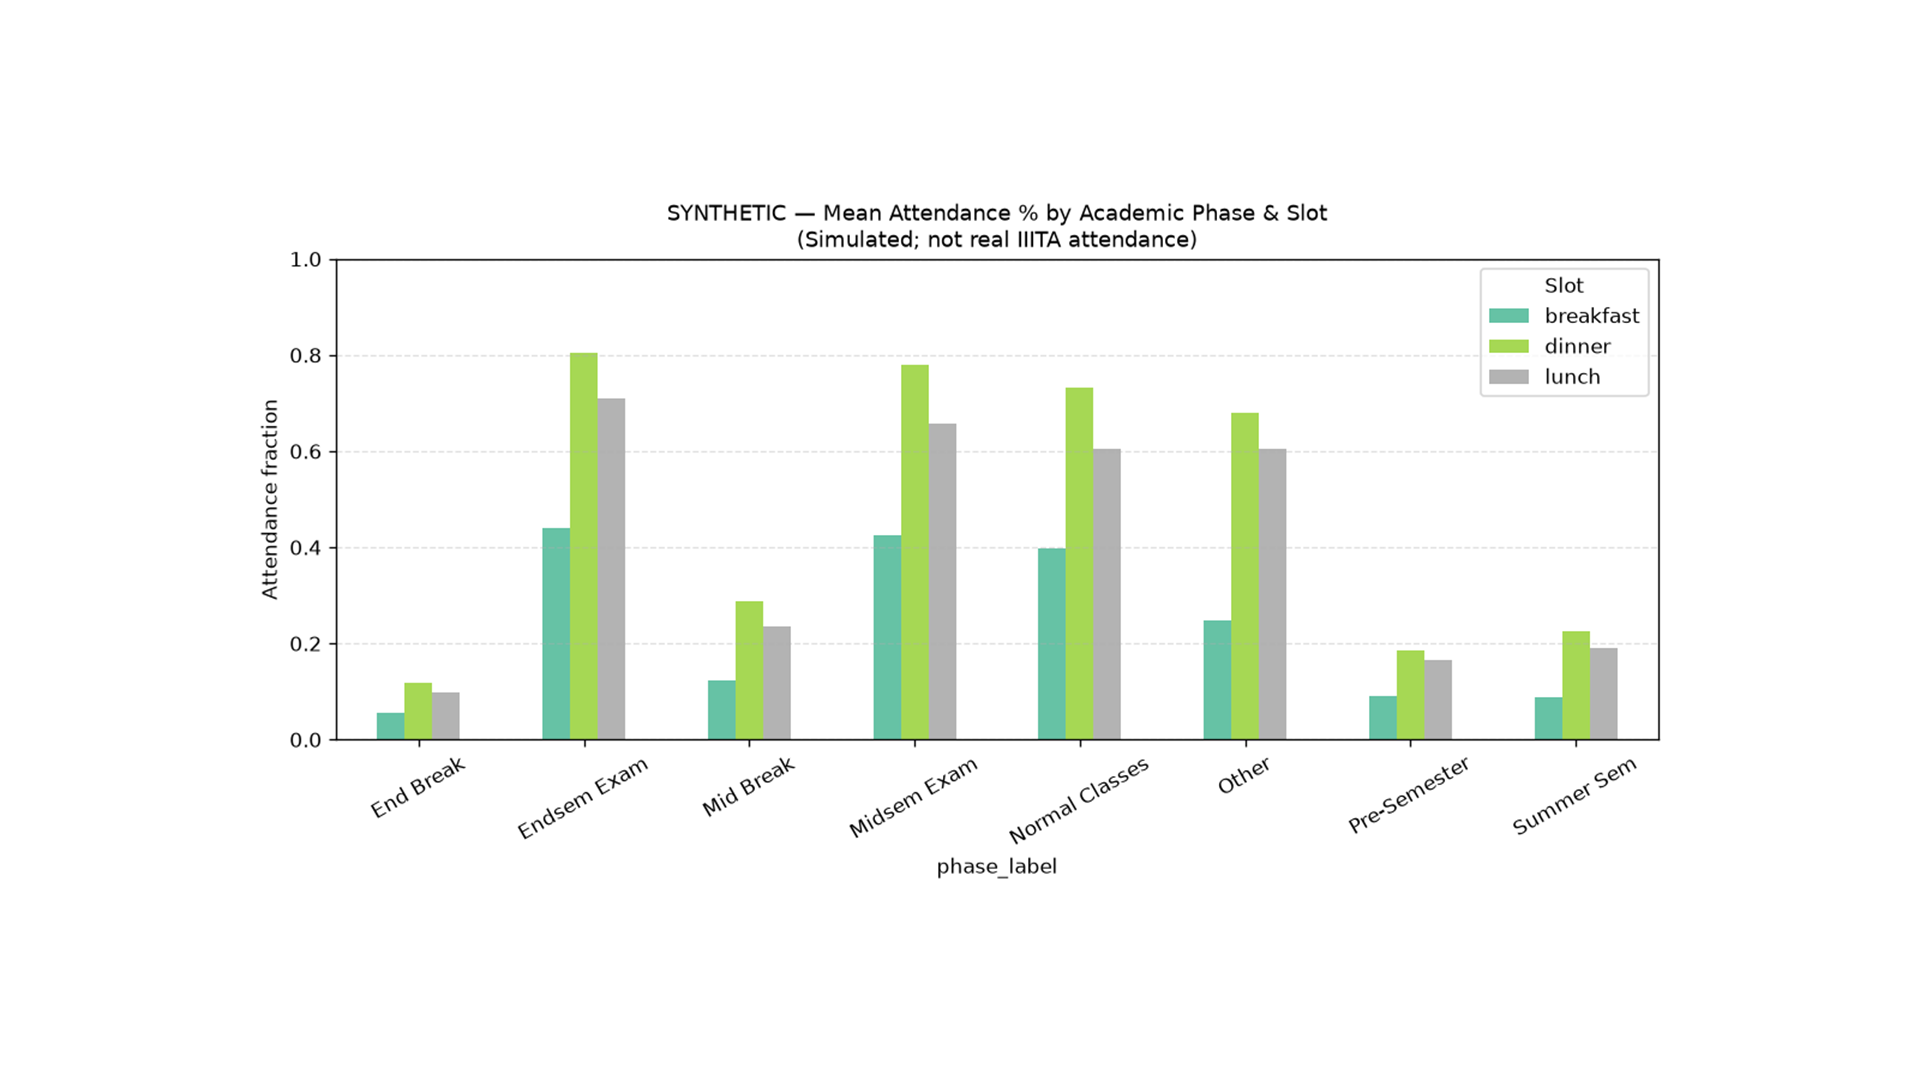 SYNTHETIC — Mean Attendance % by Academic Phase & Slot
(Simulated; not real IIITA attendance)
Slot
breakfast
dinner
lunch
Attendance fraction
1.0
0.8
0.6
0.4
0.2
0.0
End Break
Endsem Exam
Mid Break
Midsem Exam
Normal Classes
Other
Pre-Semester
Summer Sem
phase_label